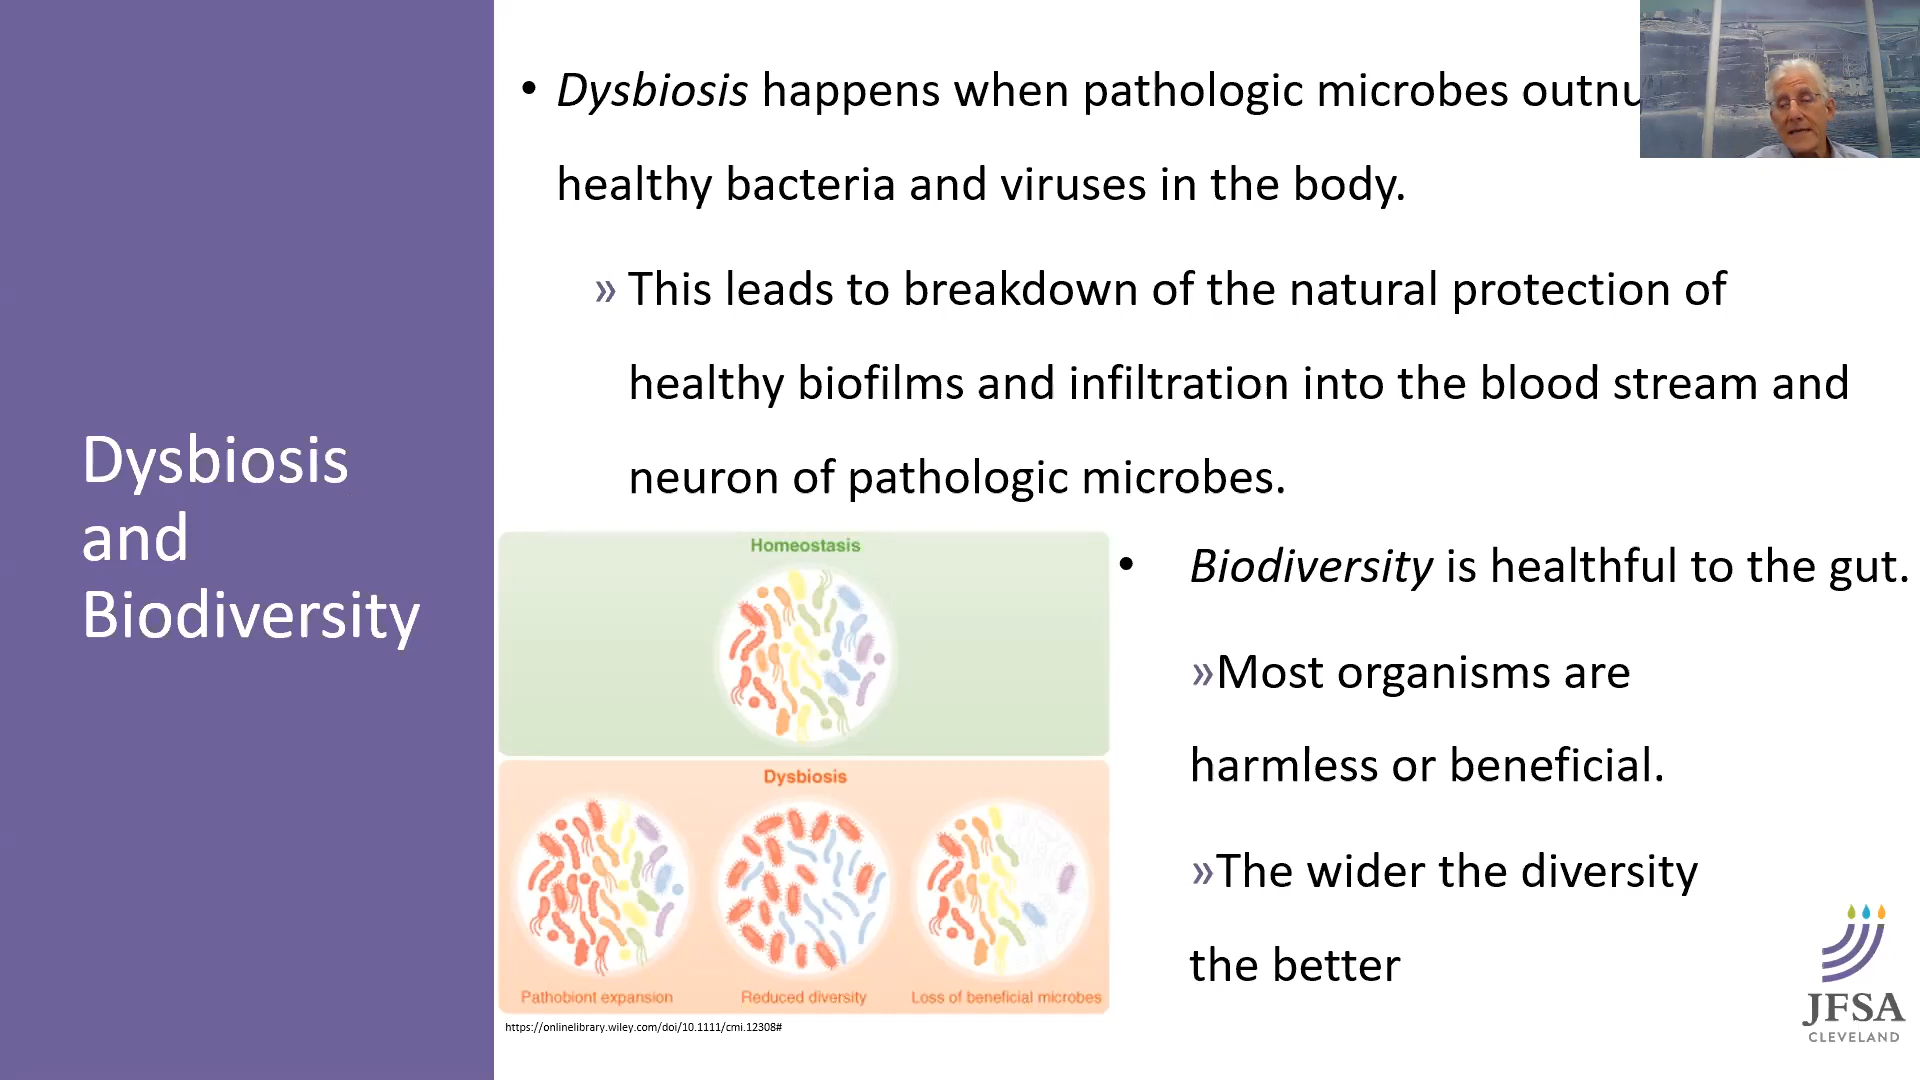 Dysbiosis
and
Biodiversity
• Dysbiosis happens when pathologic microbes
healthy bacteria and viruses in the body.
» This leads to breakdown of the natural protection of
healthy biofilms and infiltration into the blood stream and
neuron of pathologic microbes.
Homeostasis
Dysbiosis
Pathobiont expansion
Reduced diversity
Loss of beneficial microbes
https://onlinelibrary.wiley.com/doi/10.1111/cmi.12308#
• Biodiversity is healthful to the gut.
»Most organisms are
harmless or beneficial.
»The wider the diversity
the better
JFSA
CLEVELAND